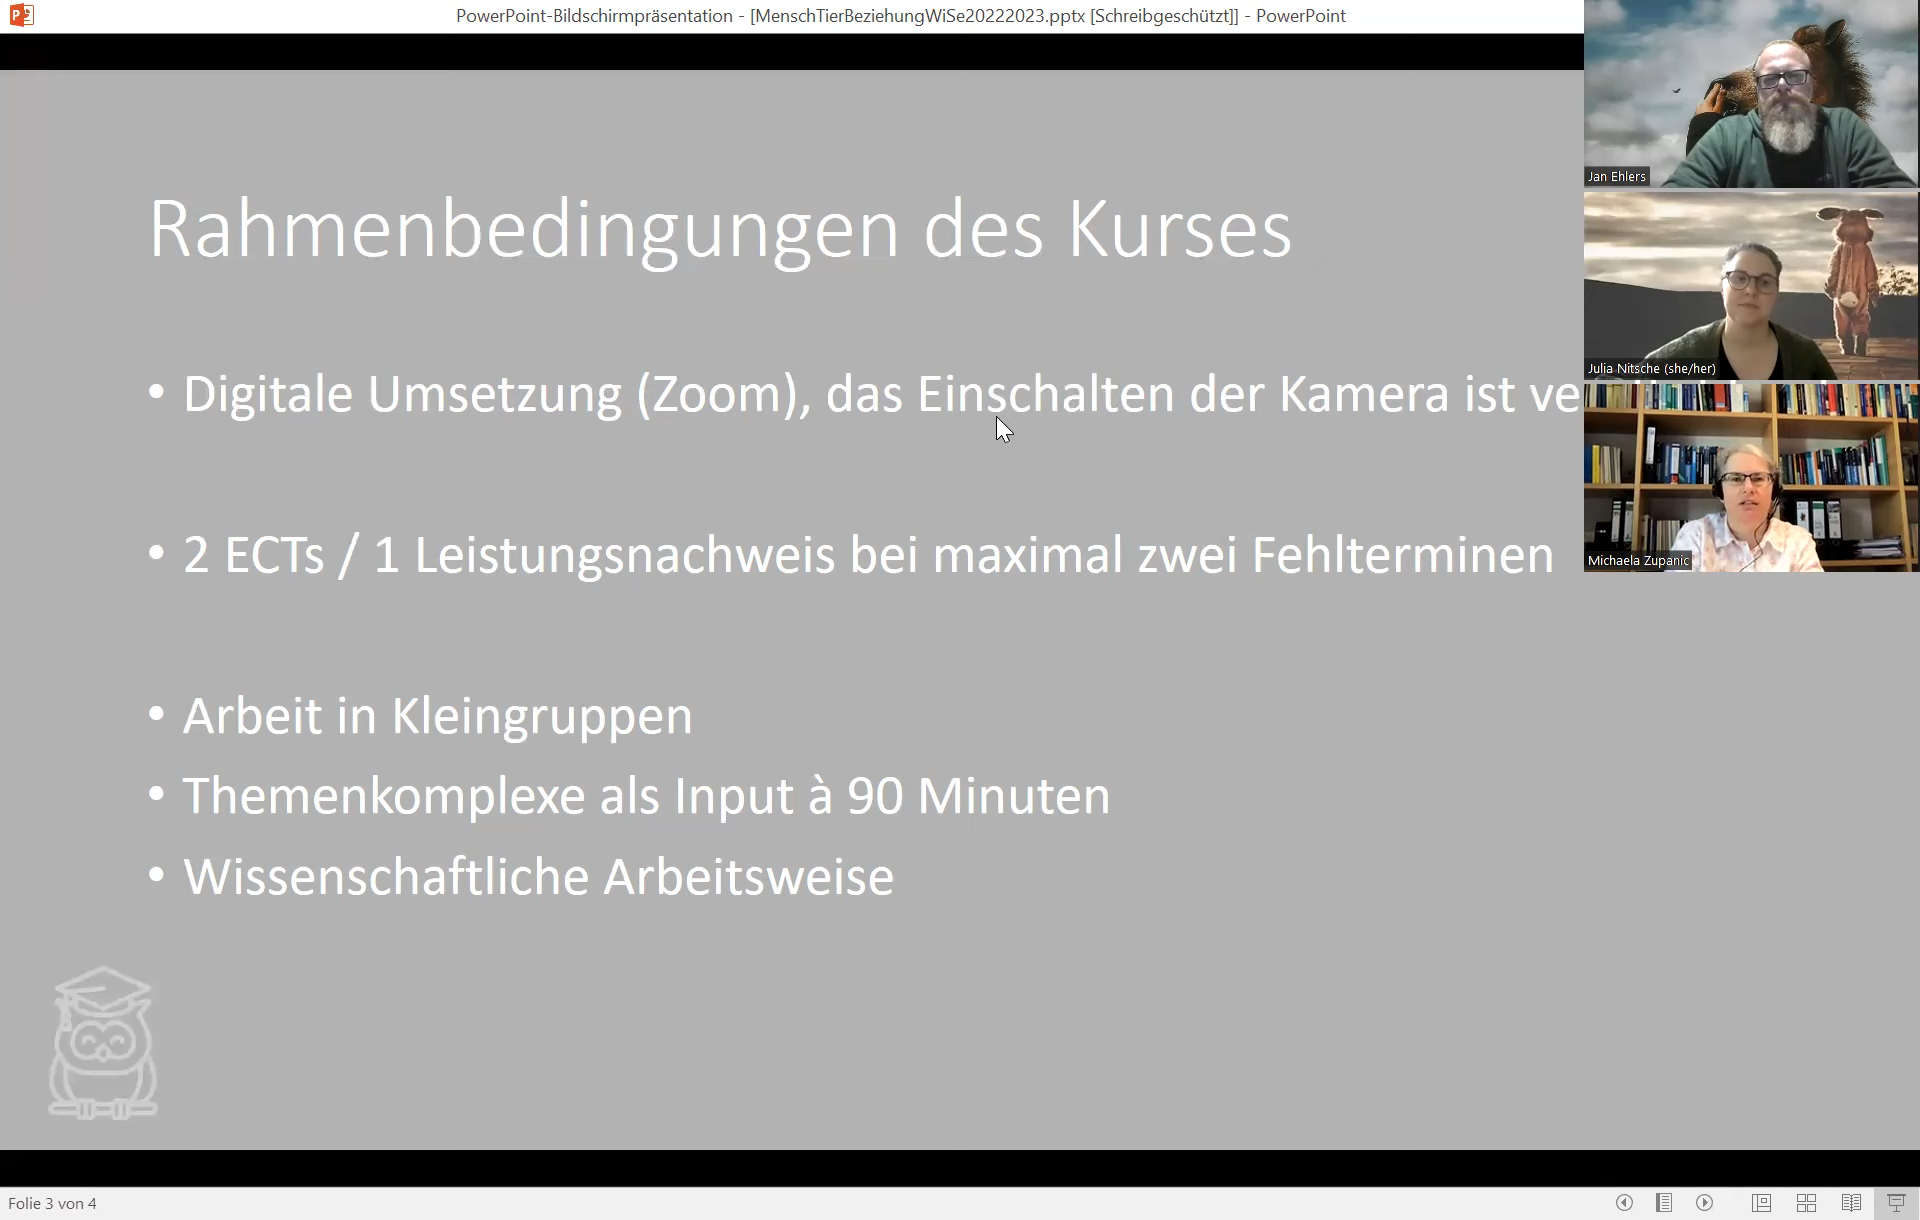 PowerPoint-Bildschirmpräsentation - [MenschTierBeziehungWiSe20222023.pptx [Schreibgeschützt]] - PowerPoint
Jan Ehlers
Rahmenbedingungen des Kurses
Julia Nitsche (she/her)
• Digitale Umsetzung (Zoom), das Einschalten der Kamera ist ve
• 2 ECTs / 1 Leistungsnachweis bei maximal zwei Fehlterminen
Michaela Zupanic
• Arbeit in Kleingruppen
• Themenkomplexe als Input à 90 Minuten
• Wissenschaftliche Arbeitsweise
Folie 3 von 4